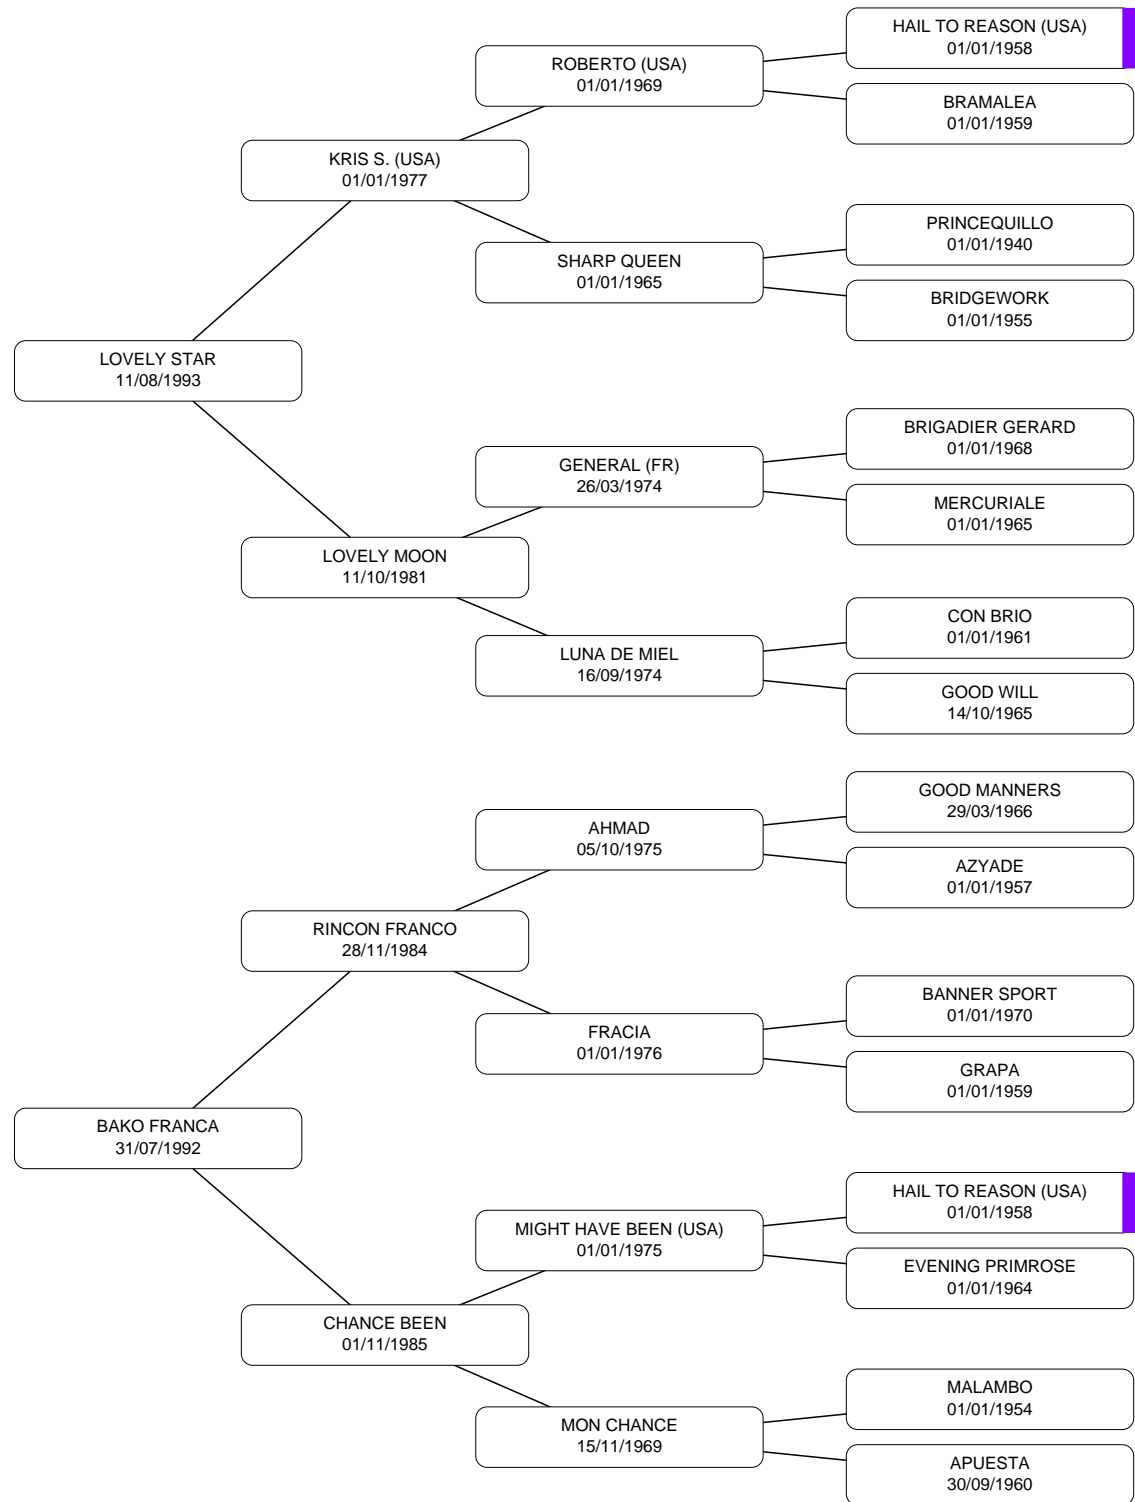 HAIL TO REASON (USA)
01/01/1958
ROBERTO (USA)
01/01/1969
BRAMALEA
01/01/1959
KRIS S. (USA)
01/01/1977
PRINCEQUILLO
01/01/1940
SHARP QUEEN
01/01/1965
BRIDGEWORK
01/01/1955
LOVELY STAR
11/08/1993
BRIGADIER GERARD
01/01/1968
GENERAL (FR)
26/03/1974
MERCURIALE
01/01/1965
LOVELY MOON
11/10/1981
CON BRIO
01/01/1961
LUNA DE MIEL
16/09/1974
GOOD WILL
14/10/1965
GOOD MANNERS
29/03/1966
AHMAD
05/10/1975
AZYADE
01/01/1957
RINCON FRANCO
28/11/1984
BANNER SPORT
01/01/1970
FRACIA
01/01/1976
GRAPA
01/01/1959
BAKO FRANCA
31/07/1992
HAIL TO REASON (USA)
01/01/1958
MIGHT HAVE BEEN (USA)
01/01/1975
EVENING PRIMROSE
01/01/1964
CHANCE BEEN
01/11/1985
MALAMBO
01/01/1954
MON CHANCE
15/11/1969
APUESTA
30/09/1960